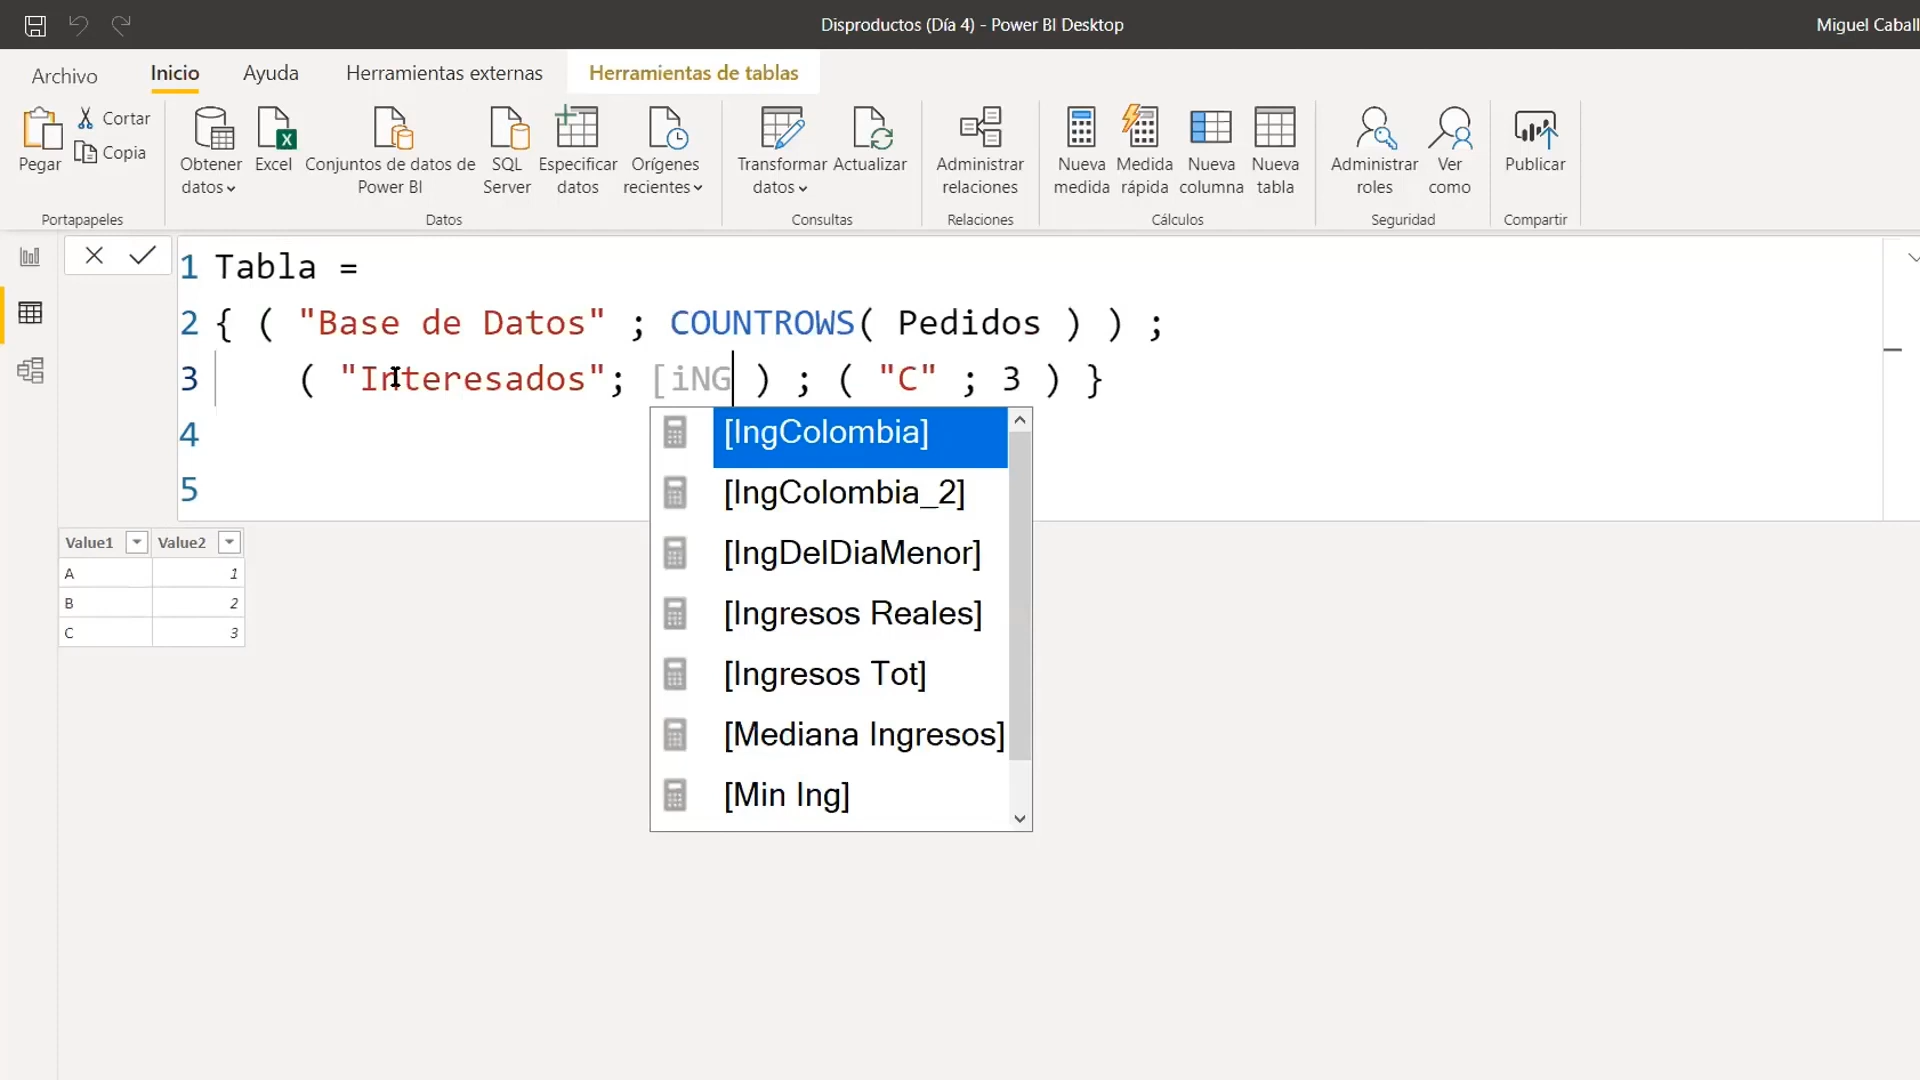 Disproductos (Día 4) - Power BI Desktop
Miguel Caball
Archivo
Inicio
Ayuda
Herramientas externas
Herramientas de tablas
Pegar
Cortar
Copia
Portapapeles
Obtener
datos
Excel
Conjuntos de datos de
Power BI
SQL
Server
Especificar
datos
Orígenes
recientes
Datos
Transformar
datos
Actualizar
Consultas
Administrar
relaciones
Relaciones
Nueva
medida
Medida
rápida
Nueva
columna
Nueva
tabla
Cálculos
Administrar
roles
Ver
como
Seguridad
Publicar
Compartir
1 Tabla =
2 { ( "Base de Datos" ; COUNTROWS( Pedidos ) ) ;
3 ( "Interesados"; [iNG ) ; ( "C" ; 3 ) }
4
5
[IngColombia]
[IngColombia_2]
[IngDelDiaMenor]
[Ingresos Reales]
[Ingresos Tot]
[Mediana Ingresos]
[Min Ing]
Value1 Value2
A 1
B 2
C 3